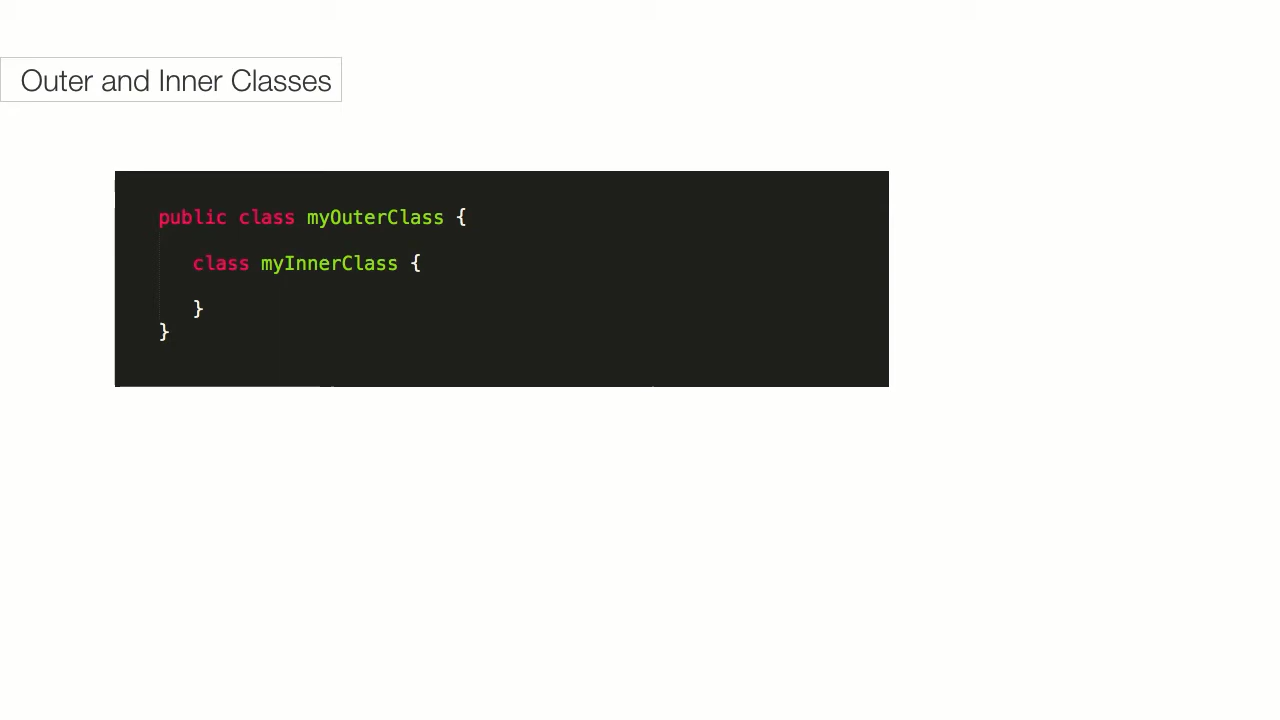 Outer and Inner Classes
public class myOuterClass {
class myInnerClass {
}
}